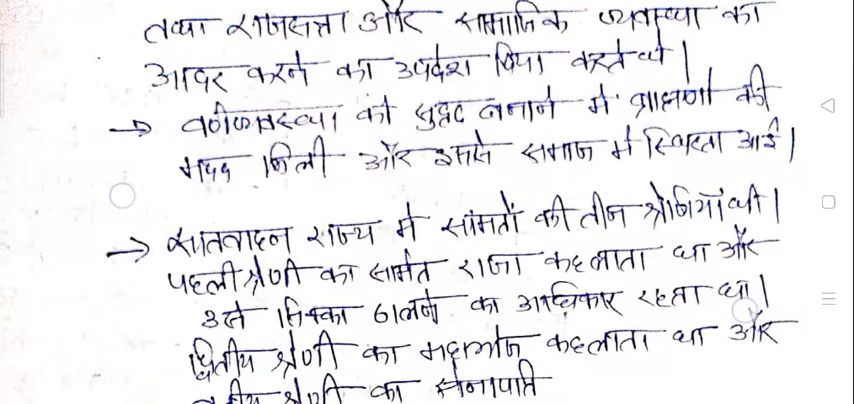 तथा राजसत्ता और सामाजिक व्यवस्था का
आदर करने का उपदेश दिया करते थे।
→ वर्णव्यवस्था को सुदृढ़ बनाने में ब्राह्मणों की
मदद मिली और इससे समाज में स्थिरता आई।
→ सातवाहन राज्य में सांमतों की तीन श्रेणियाँ थी।
पहली श्रेणी का सामंत राजा कहलाता था और
उसे सिक्का ढालने का अधिकार रहता था।
द्वितीय श्रेणी का महाभोज कहलाता था और
तृतीय श्रेणी का सेनापति